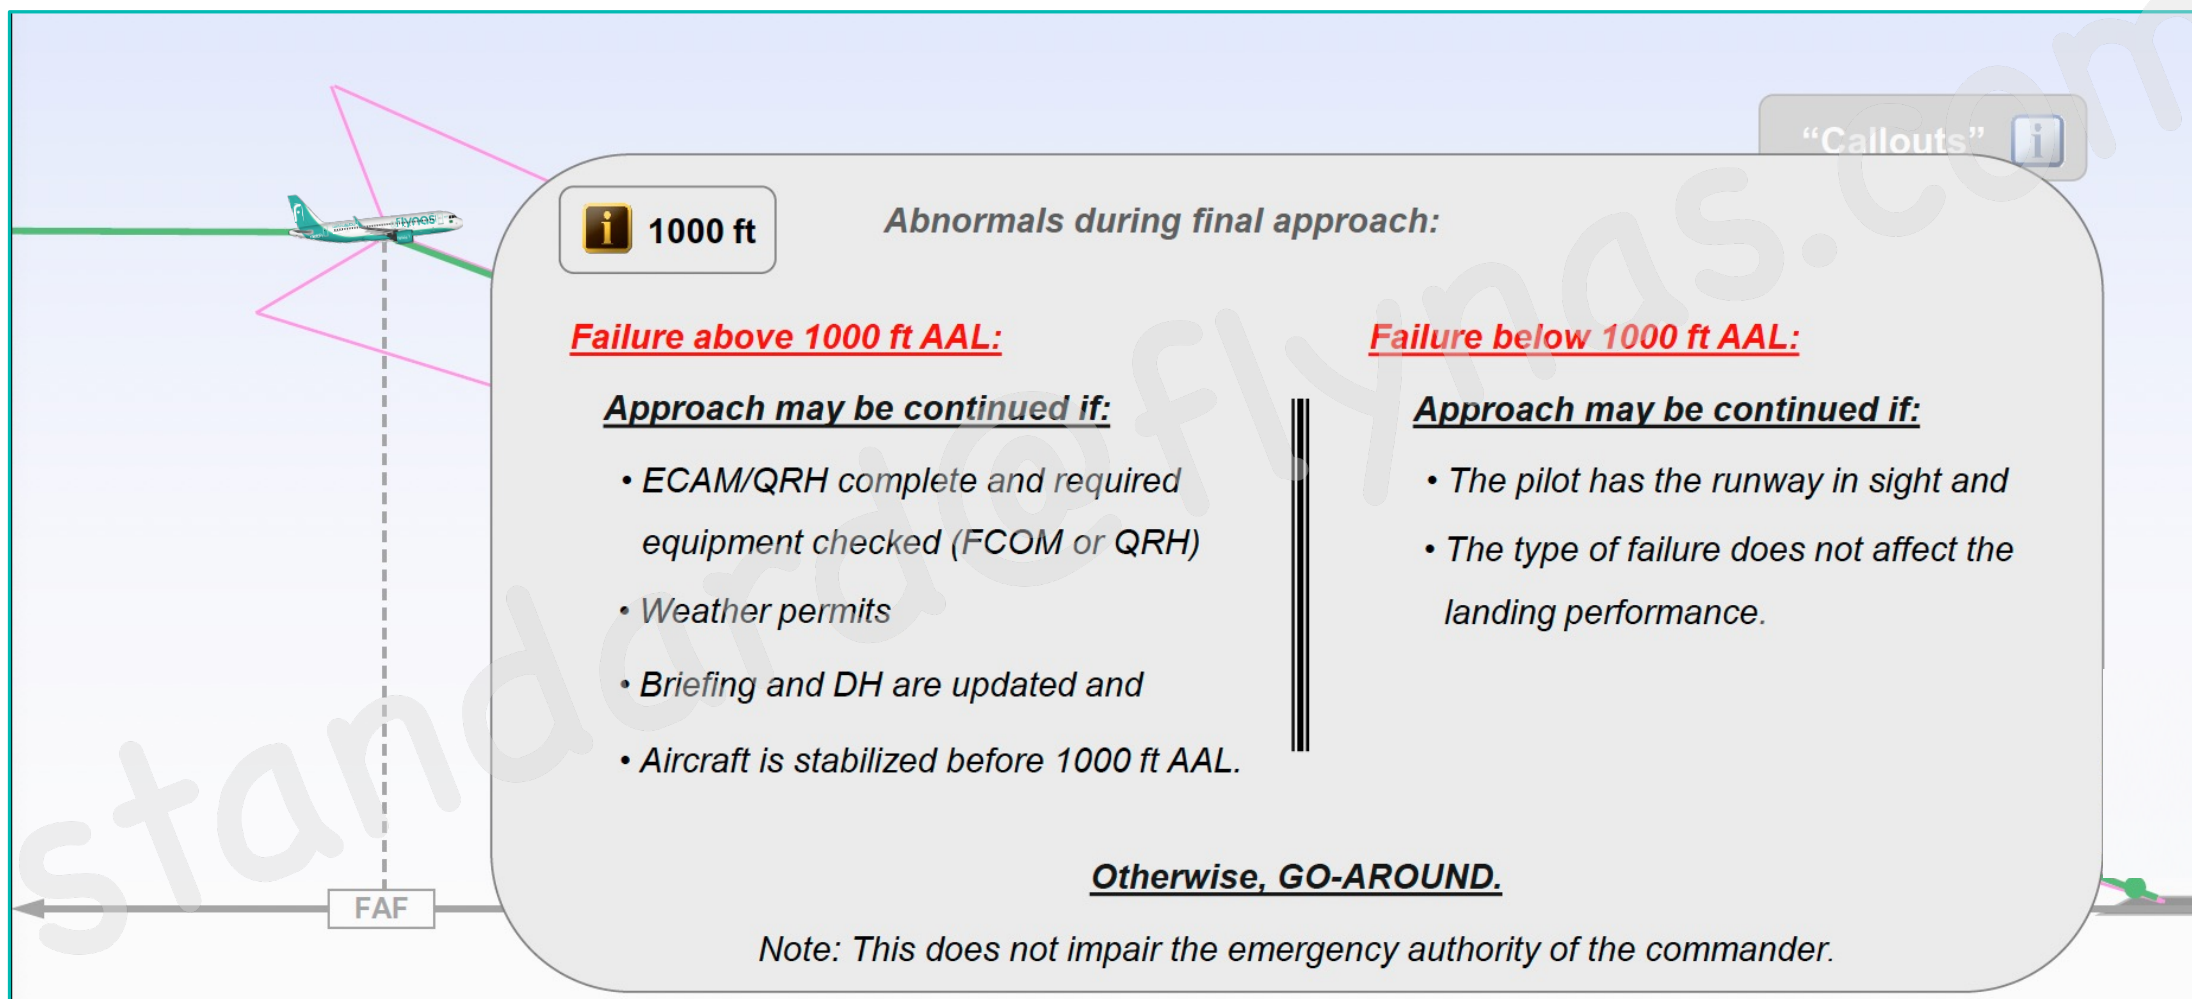 “Callouts” i
i 1000 ft
Abnormals during final approach:
flynas
Failure above 1000 ft AAL:
Approach may be continued if:
• ECAM/QRH complete and required
equipment checked (FCOM or QRH)
• Weather permits
• Briefing and DH are updated and
• Aircraft is stabilized before 1000 ft AAL.
Failure below 1000 ft AAL:
Approach may be continued if:
• The pilot has the runway in sight and
• The type of failure does not affect the
landing performance.
Otherwise, GO-AROUND.
FAF
Note: This does not impair the emergency authority of the commander.
standard@flynas.com